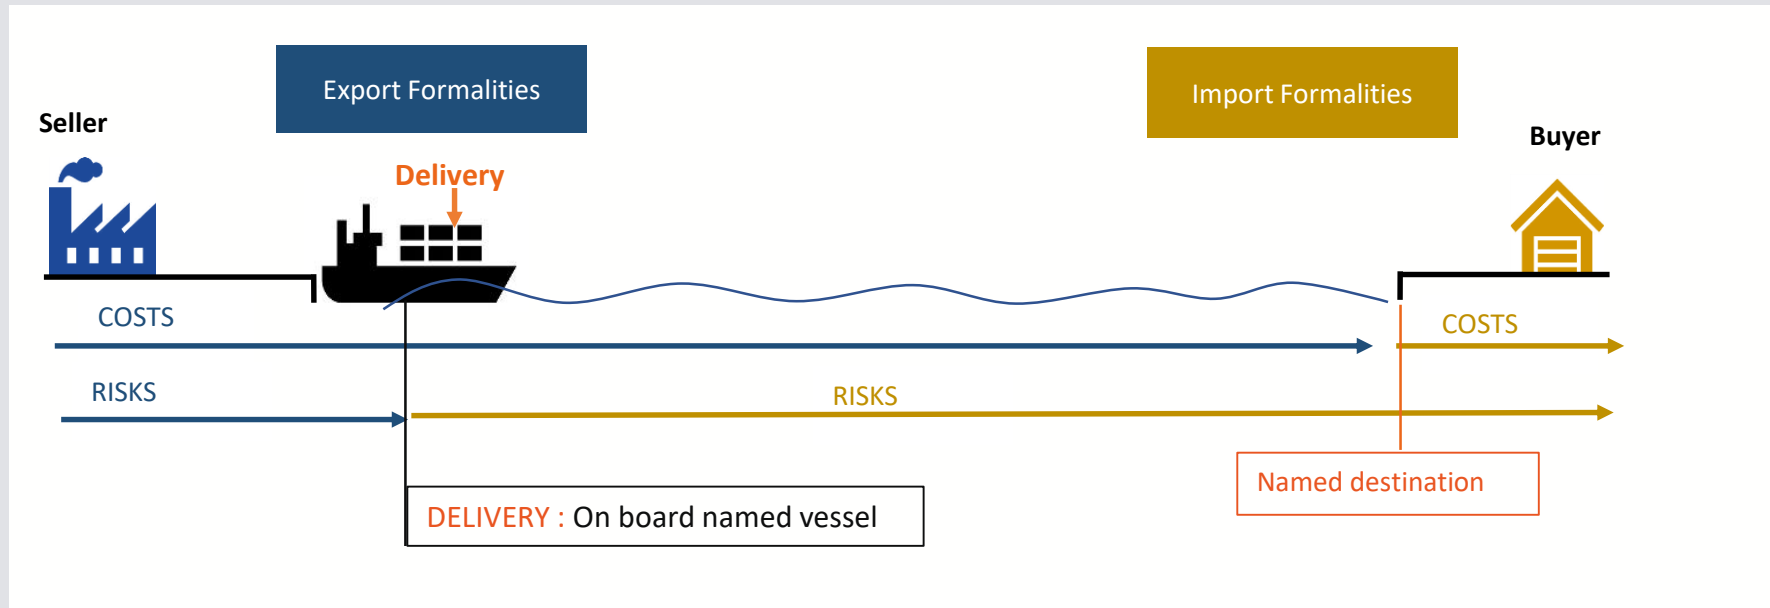 Export Formalities
Import Formalities
Seller
Buyer
Delivery
COSTS
COSTS
RISKS
RISKS
Named destination
DELIVERY : On board named vessel